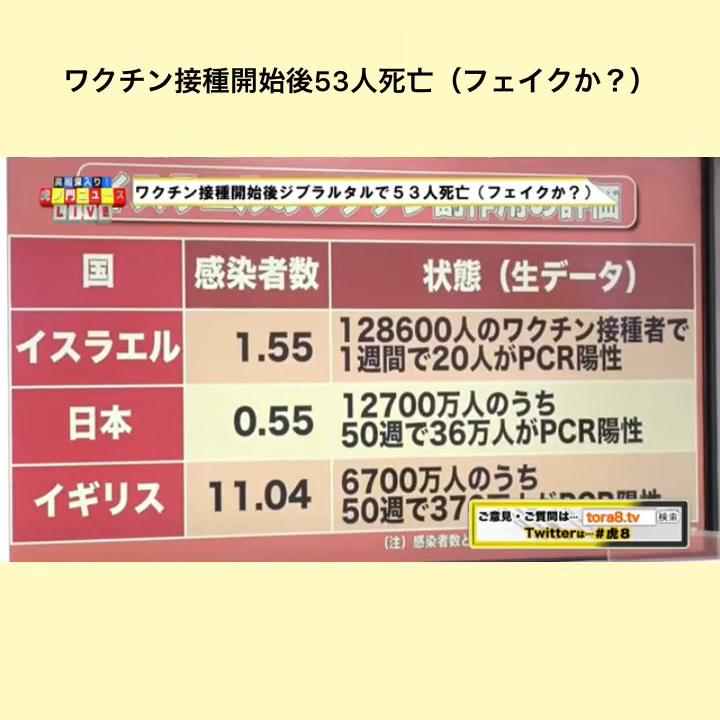 ワクチン接種開始後53人死亡（フェイクか？）
真相深入り！
虎ノ門ニュース
LIVE
ワクチン接種開始後ジブラルタルで５３人死亡（フェイクか？）
の評価
国 感染者数 状態（生データ）
イスラエル 1.55 128600人のワクチン接種者で
1週間で20人がPCR陽性
日本 0.55 12700万人のうち
50週で36万人がPCR陽性
イギリス 11.04 6700万人のうち
50週で37
（注）感染者数と
ご意見・ご質問は… tora8.tv 検索
Twitterは…#虎8